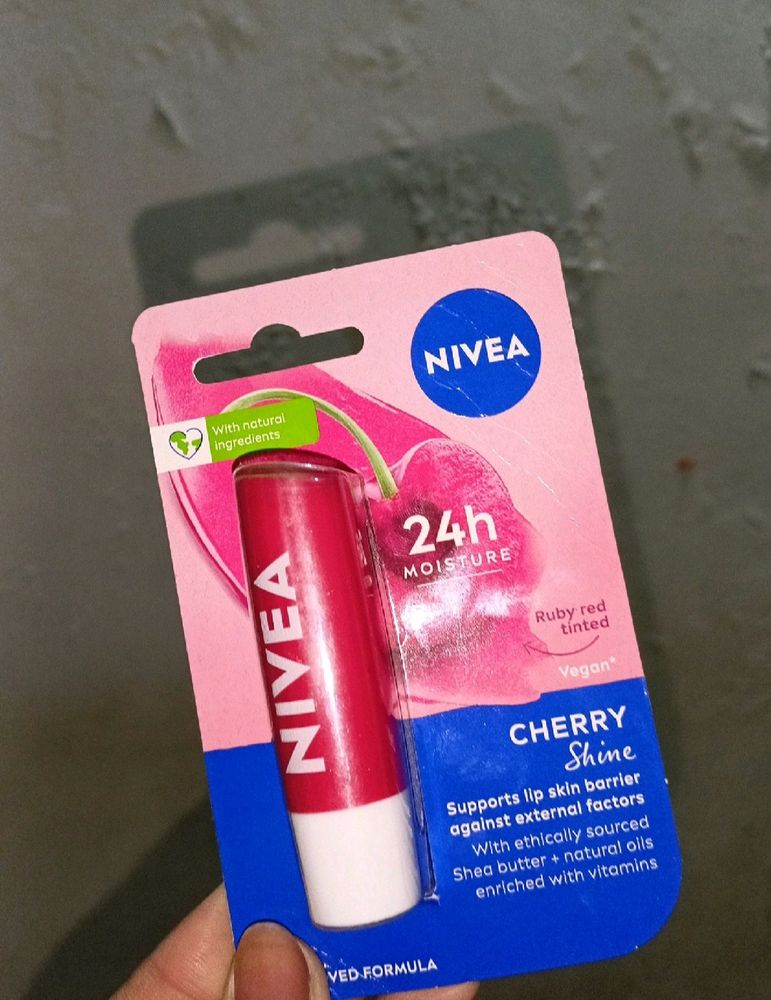 NIVEA
With natural
ingredients
24h
MOISTURE
Ruby red
tinted
Vegan*
NIVEA
CHERRY
Shine
Supports lip skin barrier
against external factors
With ethically sourced
Shea butter + natural oils
enriched with vitamins
FORMULA